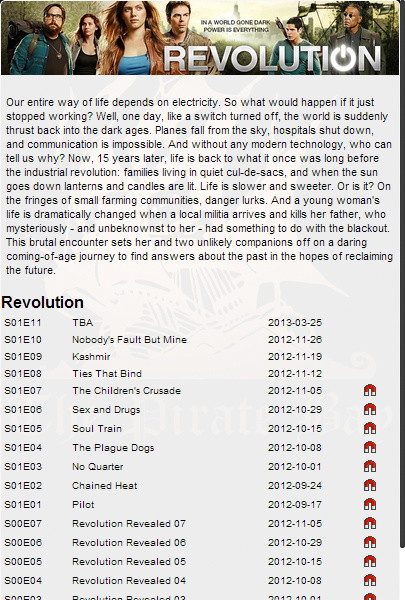 IN A WORLD GONE DARK
POWER IS EVERYTHING
REVOLUTION
Our entire way of life depends on electricity. So what would happen if it just
stopped working? Well, one day, like a switch turned off, the world is suddenly
thrust back into the dark ages. Planes fall from the sky, hospitals shut down,
and communication is impossible. And without any modern technology, who can
tell us why? Now, 15 years later, life is back to what it once was long before
the industrial revolution: families living in quiet cul-de-sacs, and when the sun
goes down lanterns and candles are lit. Life is slower and sweeter. Or is it? On
the fringes of small farming communities, danger lurks. And a young woman's
life is dramatically changed when a local militia arrives and kills her father, who
mysteriously - and unbeknownst to her - had something to do with the blackout.
This brutal encounter sets her and two unlikely companions off on a daring
coming-of-age journey to find answers about the past in the hopes of reclaiming
the future.
Revolution
S01E11 TBA 2013-03-25
S01E10 Nobody's Fault But Mine 2012-11-26
S01E09 Kashmir 2012-11-19
S01E08 Ties That Bind 2012-11-12
S01E07 The Children's Crusade 2012-11-05
S01E06 Sex and Drugs 2012-10-29
S01E05 Soul Train 2012-10-15
S01E04 The Plague Dogs 2012-10-08
S01E03 No Quarter 2012-10-01
S01E02 Chained Heat 2012-09-24
S01E01 Pilot 2012-09-17
S00E07 Revolution Revealed 07 2012-11-05
S00E06 Revolution Revealed 06 2012-10-29
S00E05 Revolution Revealed 05 2012-10-15
S00E04 Revolution Revealed 04 2012-10-08
S00E03 Revolution Revealed 03 2012-10-01